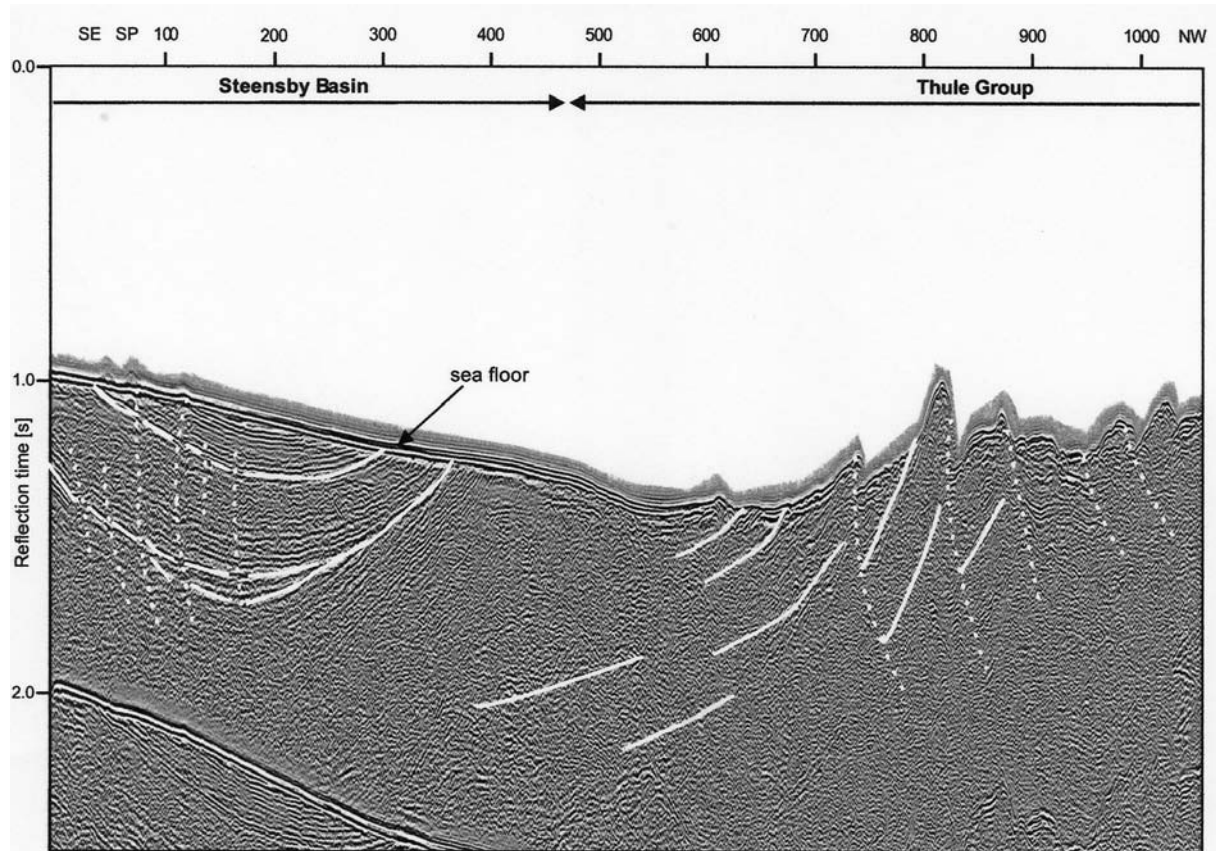 SE SP 100 200 300 400 500 600 700 800 900 1000 NW
0.0
Steensby Basin Thule Group
sea floor
1.0
Reflection time [s]
2.0